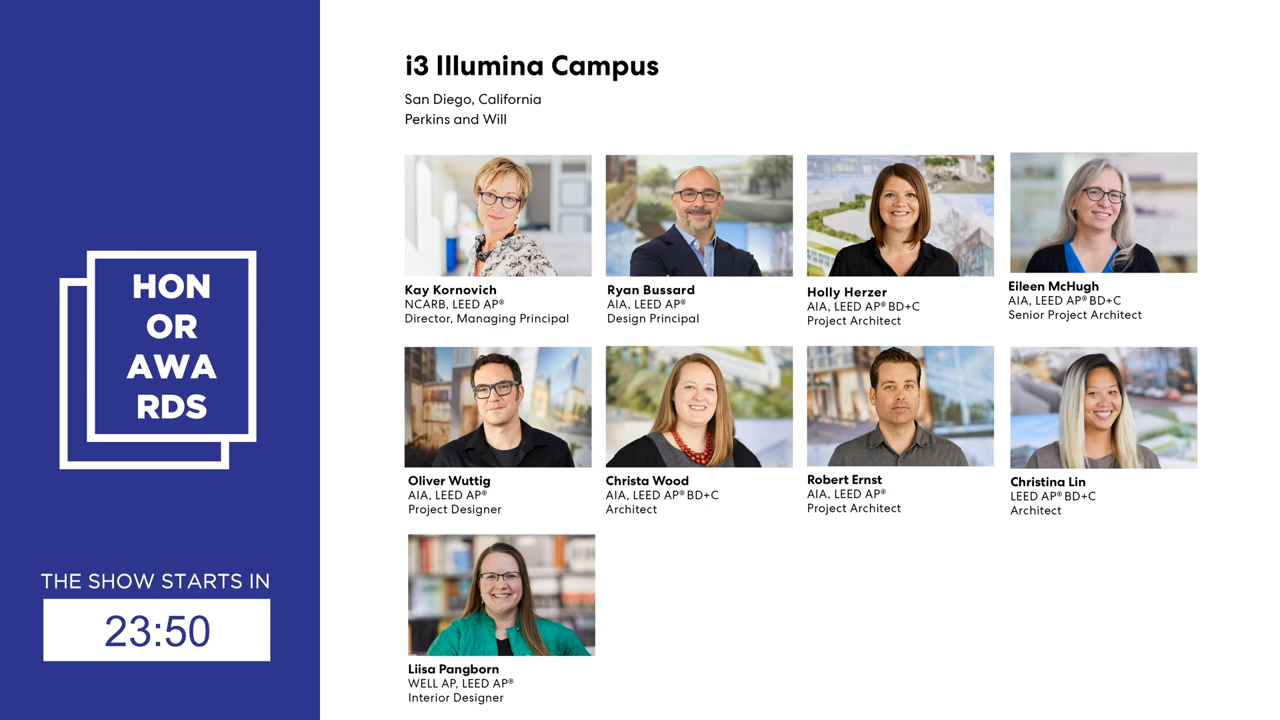 HON
OR
AWA
RDS
THE SHOW STARTS IN
23:50
i3 Illumina Campus
San Diego, California
Perkins and Will
Kay Kornovich
NCARB, LEED AP®
Director, Managing Principal
Ryan Bussard
AIA, LEED AP®
Design Principal
Holly Herzer
AIA, LEED AP® BD+C
Project Architect
Eileen McHugh
AIA, LEED AP® BD+C
Senior Project Architect
Oliver Wuttig
AIA, LEED AP®
Project Designer
Christa Wood
AIA, LEED AP® BD+C
Architect
Robert Ernst
AIA, LEED AP®
Project Architect
Christina Lin
LEED AP® BD+C
Architect
Liisa Pangborn
WELL AP, LEED AP®
Interior Designer